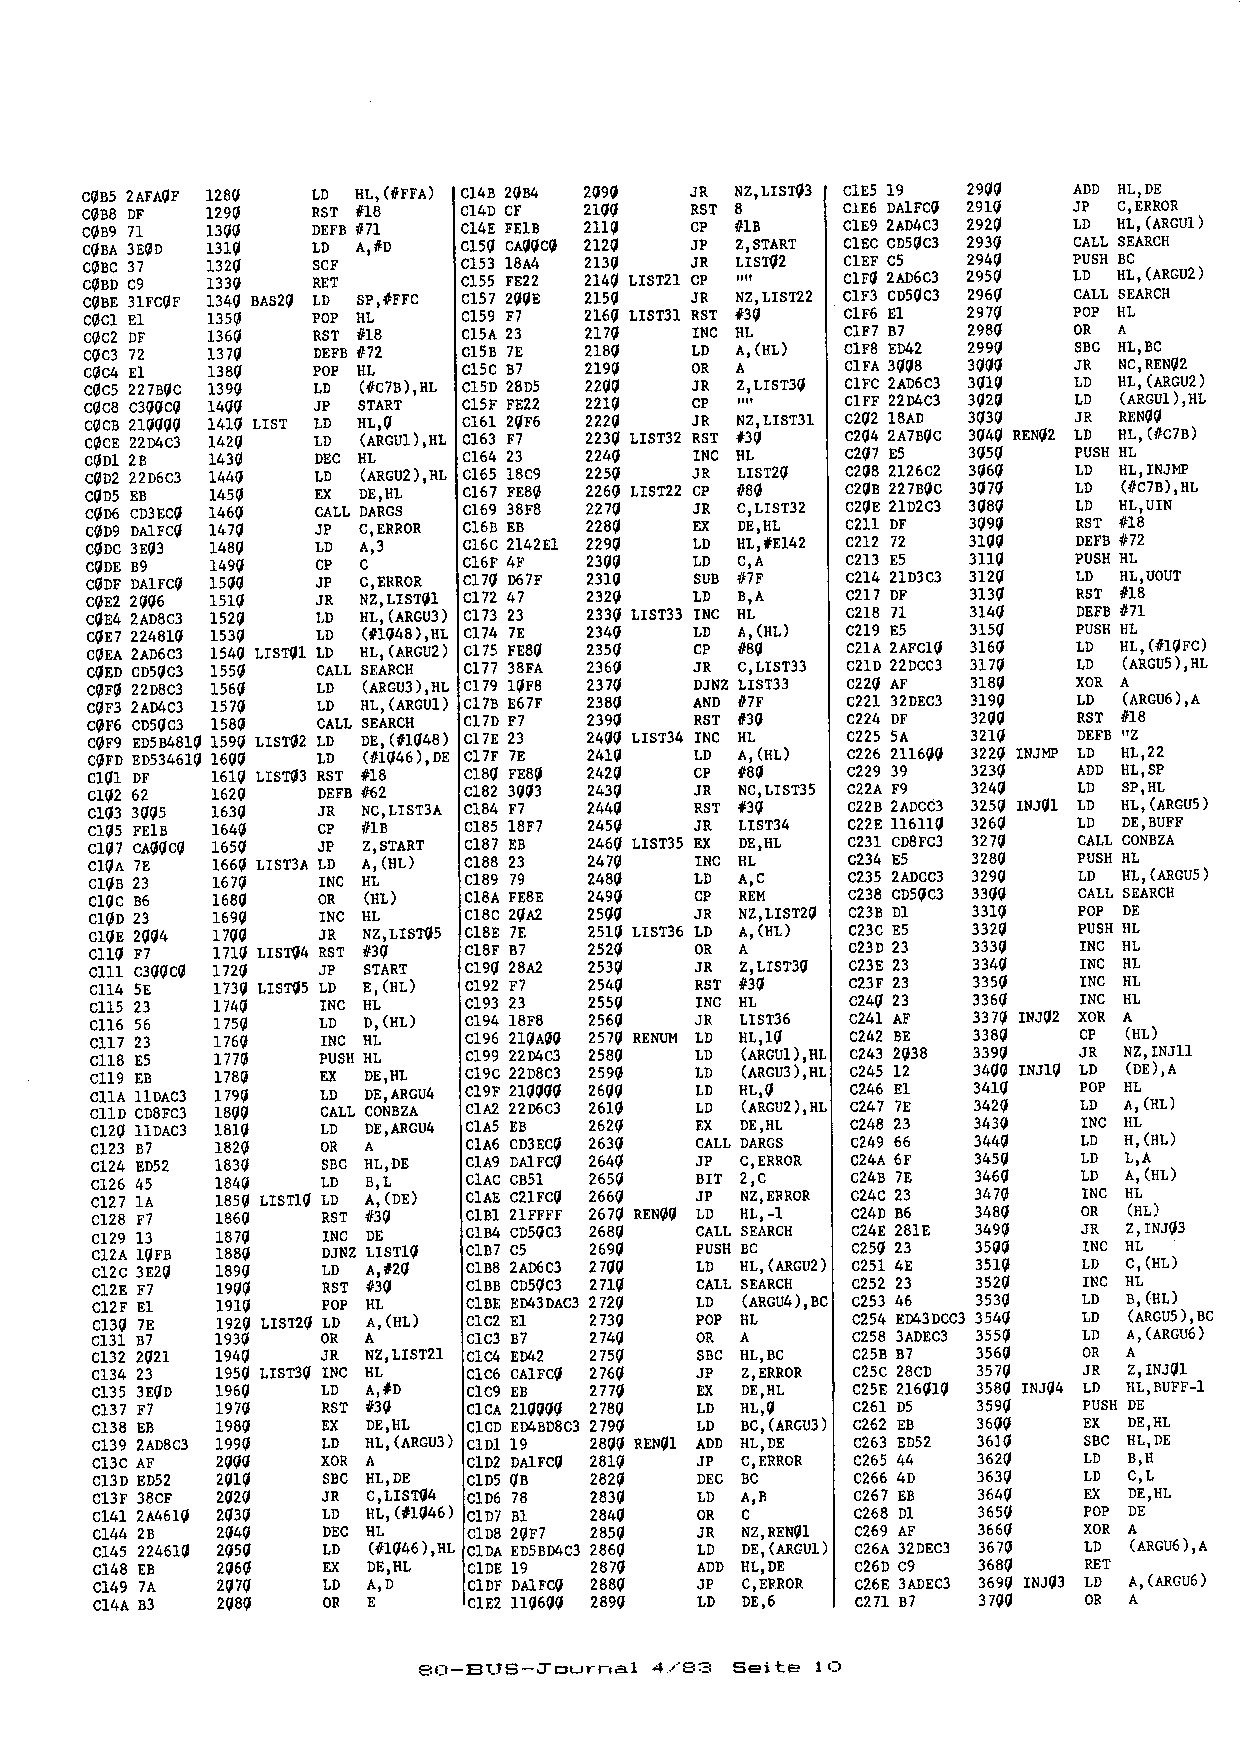 C0B5 2AFA0F 1280 LD HL,(#FFA)
C0B8 DF 1290 RST #18
C0B9 71 1300 DEFB #71
C0BA 3E0D 1310 LD A,#D
C0BC 37 1320 SCF
C0BD C9 1330 RET
C0BE 31FC0F 1340 BAS20 LD SP,#FFC
C0C1 E1 1350 POP HL
C0C2 DF 1360 RST #18
C0C3 72 1370 DEFB #72
C0C4 E1 1380 POP HL
C0C5 227B0C 1390 LD (#C7B),HL
C0C8 C300C0 1400 JP START
C0CB 210000 1410 LIST LD HL,0
C0CE 22D4C3 1420 LD (ARGU1),HL
C0D1 2B 1430 DEC HL
C0D2 22D6C3 1440 LD (ARGU2),HL
C0D5 EB 1450 EX DE,HL
C0D6 CD3EC0 1460 CALL DARGS
C0D9 DA1FC0 1470 JP C,ERROR
C0DC 3E03 1480 LD A,3
C0DE B9 1490 CP C
C0DF DA1FC0 1500 JP C,ERROR
C0E2 2006 1510 JR NZ,LIST01
C0E4 2AD8C3 1520 LD HL,(ARGU3)
C0E7 224810 1530 LD (#1048),HL
C0EA 2AD6C3 1540 LIST01 LD HL,(ARGU2)
C0ED CD50C3 1550 CALL SEARCH
C0F0 22D8C3 1560 LD (ARGU3),HL
C0F3 2AD4C3 1570 LD HL,(ARGU1)
C0F6 CD50C3 1580 CALL SEARCH
C0F9 ED5B4810 1590 LIST02 LD DE,(#1048)
C0FD ED534610 1600 LD (#1046),DE
C101 DF 1610 LIST03 RST #18
C102 62 1620 DEFB #62
C103 3005 1630 JR NC,LIST3A
C105 FE1B 1640 CP #1B
C107 CA00C0 1650 JP Z,START
C10A 7E 1660 LIST3A LD A,(HL)
C10B 23 1670 INC HL
C10C B6 1680 OR (HL)
C10D 23 1690 INC HL
C10E 2004 1700 JR NZ,LIST05
C110 F7 1710 LIST04 RST #30
C111 C300C0 1720 JP START
C114 5E 1730 LIST05 LD E,(HL)
C115 23 1740 INC HL
C116 56 1750 LD D,(HL)
C117 23 1760 INC HL
C118 E5 1770 PUSH HL
C119 EB 1780 EX DE,HL
C11A 11DAC3 1790 LD DE,ARGU4
C11D CD8FC3 1800 CALL CONBZA
C120 11DAC3 1810 LD DE,ARGU4
C123 B7 1820 OR A
C124 ED52 1830 SBC HL,DE
C126 45 1840 LD B,L
C127 1A 1850 LIST10 LD A,(DE)
C128 F7 1860 RST #30
C129 13 1870 INC DE
C12A 10FB 1880 DJNZ LIST10
C12C 3E20 1890 LD A,#20
C12E F7 1900 RST #30
C12F E1 1910 POP HL
C130 7E 1920 LIST20 LD A,(HL)
C131 B7 1930 OR A
C132 2021 1940 JR NZ,LIST21
C134 23 1950 LIST30 INC HL
C135 3E0D 1960 LD A,#D
C137 F7 1970 RST #30
C138 EB 1980 EX DE,HL
C139 2AD8C3 1990 LD HL,(ARGU3)
C13C AF 2000 XOR A
C13D ED52 2010 SBC HL,DE
C13F 38CF 2020 JR C,LIST04
C141 2A4610 2030 LD HL,(#1046)
C144 2B 2040 DEC HL
C145 224610 2050 LD (#1046),HL
C148 EB 2060 EX DE,HL
C149 7A 2070 LD A,D
C14A B3 2080 OR E
C14B 20B4 2090 JR NZ,LIST03
C14D CF 2100 RST 8
C14E FE1B 2110 CP #1B
C150 CA00C0 2120 JP Z,START
C153 18A4 2130 JR LIST02
C155 FE22 2140 LIST21 CP """
C157 200E 2150 JR NZ,LIST22
C159 F7 2160 LIST31 RST #30
C15A 23 2170 INC HL
C15B 7E 2180 LD A,(HL)
C15C B7 2190 OR A
C15D 28D5 2200 JR Z,LIST30
C15F FE22 2210 CP """
C161 20F6 2220 JR NZ,LIST31
C163 F7 2230 LIST32 RST #30
C164 23 2240 INC HL
C165 18C9 2250 JR LIST20
C167 FE80 2260 LIST22 CP #80
C169 38F8 2270 JR C,LIST32
C16B EB 2280 EX DE,HL
C16C 2142E1 2290 LD HL,#E142
C16F 4F 2300 LD C,A
C170 D67F 2310 SUB #7F
C172 47 2320 LD B,A
C173 23 2330 LIST33 INC HL
C174 7E 2340 LD A,(HL)
C175 FE80 2350 CP #80
C177 38FA 2360 JR C,LIST33
C179 10F8 2370 DJNZ LIST33
C17B E67F 2380 AND #7F
C17D F7 2390 RST #30
C17E 23 2400 LIST34 INC HL
C17F 7E 2410 LD A,(HL)
C180 FE80 2420 CP #80
C182 3003 2430 JR NC,LIST35
C184 F7 2440 RST #30
C185 18F7 2450 JR LIST34
C187 EB 2460 LIST35 EX DE,HL
C188 23 2470 INC HL
C189 79 2480 LD A,C
C18A FE8E 2490 CP REM
C18C 20A2 2500 JR NZ,LIST20
C18E 7E 2510 LIST36 LD A,(HL)
C18F B7 2520 OR A
C190 28A2 2530 JR Z,LIST30
C192 F7 2540 RST #30
C193 23 2550 INC HL
C194 18F8 2560 JR LIST36
C196 210A00 2570 RENUM LD HL,10
C199 22D4C3 2580 LD (ARGU1),HL
C19C 22D8C3 2590 LD (ARGU3),HL
C19F 210000 2600 LD HL,0
C1A2 22D6C3 2610 LD (ARGU2),HL
C1A5 EB 2620 EX DE,HL
C1A6 CD3EC0 2630 CALL DARGS
C1A9 DA1FC0 2640 JP C,ERROR
C1AC CB51 2650 BIT 2,C
C1AE C21FC0 2660 JP NZ,ERROR
C1B1 21FFFF 2670 REN00 LD HL,-1
C1B4 CD50C3 2680 CALL SEARCH
C1B7 C5 2690 PUSH BC
C1B8 2AD6C3 2700 LD HL,(ARGU2)
C1BB CD50C3 2710 CALL SEARCH
C1BE ED43DAC3 2720 LD (ARGU4),BC
C1C2 E1 2730 POP HL
C1C3 B7 2740 OR A
C1C4 ED42 2750 SBC HL,BC
C1C6 CA1FC0 2760 JP Z,ERROR
C1C9 EB 2770 EX DE,HL
C1CA 210000 2780 LD HL,0
C1CD ED4BD8C3 2790 LD BC,(ARGU3)
C1D1 19 2800 REN01 ADD HL,DE
C1D2 DA1FC0 2810 JP C,ERROR
C1D5 0B 2820 DEC BC
C1D6 78 2830 LD A,B
C1D7 B1 2840 OR C
C1D8 20F7 2850 JR NZ,REN01
C1DA ED5BD4C3 2860 LD DE,(ARGU1)
C1DE 19 2870 ADD HL,DE
C1DF DA1FC0 2880 JP C,ERROR
C1E2 110600 2890 LD DE,6
C1E5 19 2900 ADD HL,DE
C1E6 DA1FC0 2910 JP C,ERROR
C1E9 2AD4C3 2920 LD HL,(ARGU1)
C1EC CD50C3 2930 CALL SEARCH
C1EF C5 2940 PUSH BC
C1F0 2AD6C3 2950 LD HL,(ARGU2)
C1F3 CD50C3 2960 CALL SEARCH
C1F6 E1 2970 POP HL
C1F7 B7 2980 OR A
C1F8 ED42 2990 SBC HL,BC
C1FA 3008 3000 JR NC,REN02
C1FC 2AD6C3 3010 LD HL,(ARGU2)
C1FF 22D4C3 3020 LD (ARGU1),HL
C202 18AD 3030 JR REN00
C204 2A7B0C 3040 REN02 LD HL,(#C7B)
C207 E5 3050 PUSH HL
C208 2126C2 3060 LD HL,INJMP
C20B 227B0C 3070 LD (#C7B),HL
C20E 21D2C3 3080 LD HL,UIN
C211 DF 3090 RST #18
C212 72 3100 DEFB #72
C213 E5 3110 PUSH HL
C214 21D3C3 3120 LD HL,UOUT
C217 DF 3130 RST #18
C218 71 3140 DEFB #71
C219 E5 3150 PUSH HL
C21A 2AFC10 3160 LD HL,(#10FC)
C21D 22DCC3 3170 LD (ARGU5),HL
C220 AF 3180 XOR A
C221 32DEC3 3190 LD (ARGU6),A
C224 DF 3200 RST #18
C225 5A 3210 DEFB "Z
C226 211600 3220 INJMP LD HL,22
C229 39 3230 ADD HL,SP
C22A F9 3240 LD SP,HL
C22B 2ADCC3 3250 INJ01 LD HL,(ARGU5)
C22E 116110 3260 LD DE,BUFF
C231 CD8FC3 3270 CALL CONBZA
C234 E5 3280 PUSH HL
C235 2ADCC3 3290 LD HL,(ARGU5)
C238 CD50C3 3300 CALL SEARCH
C23B D1 3310 POP DE
C23C E5 3320 PUSH HL
C23D 23 3330 INC HL
C23E 23 3340 INC HL
C23F 23 3350 INC HL
C240 23 3360 INC HL
C241 AF 3370 INJ02 XOR A
C242 BE 3380 CP (HL)
C243 2038 3390 JR NZ,INJ11
C245 12 3400 INJ10 LD (DE),A
C246 E1 3410 POP HL
C247 7E 3420 LD A,(HL)
C248 23 3430 INC HL
C249 66 3440 LD H,(HL)
C24A 6F 3450 LD L,A
C24B 7E 3460 LD A,(HL)
C24C 23 3470 INC HL
C24D B6 3480 OR (HL)
C24E 281E 3490 JR Z,INJ03
C250 23 3500 INC HL
C251 4E 3510 LD C,(HL)
C252 23 3520 INC HL
C253 46 3530 LD B,(HL)
C254 ED43DCC3 3540 LD (ARGU5),BC
C258 3ADEC3 3550 LD A,(ARGU6)
C25B B7 3560 OR A
C25C 28CD 3570 JR Z,INJ01
C25E 216010 3580 INJ04 LD HL,BUFF-1
C261 D5 3590 PUSH DE
C262 EB 3600 EX DE,HL
C263 ED52 3610 SBC HL,DE
C265 44 3620 LD B,H
C266 4D 3630 LD C,L
C267 EB 3640 EX DE,HL
C268 D1 3650 POP DE
C269 AF 3660 XOR A
C26A 32DEC3 3670 LD (ARGU6),A
C26D C9 3680 RET
C26E 3ADEC3 3690 INJ03 LD A,(ARGU6)
C271 B7 3700 OR A
80-BUS-Journal 4/83 Seite 10